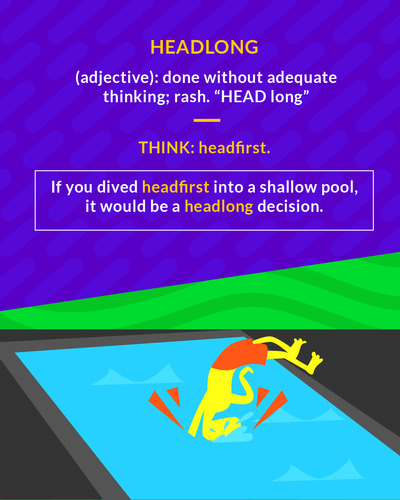 HEADLONG
(adjective): done without adequate
thinking; rash. “HEAD long”
THINK: headfirst.
If you dived headfirst into a shallow pool,
it would be a headlong decision.